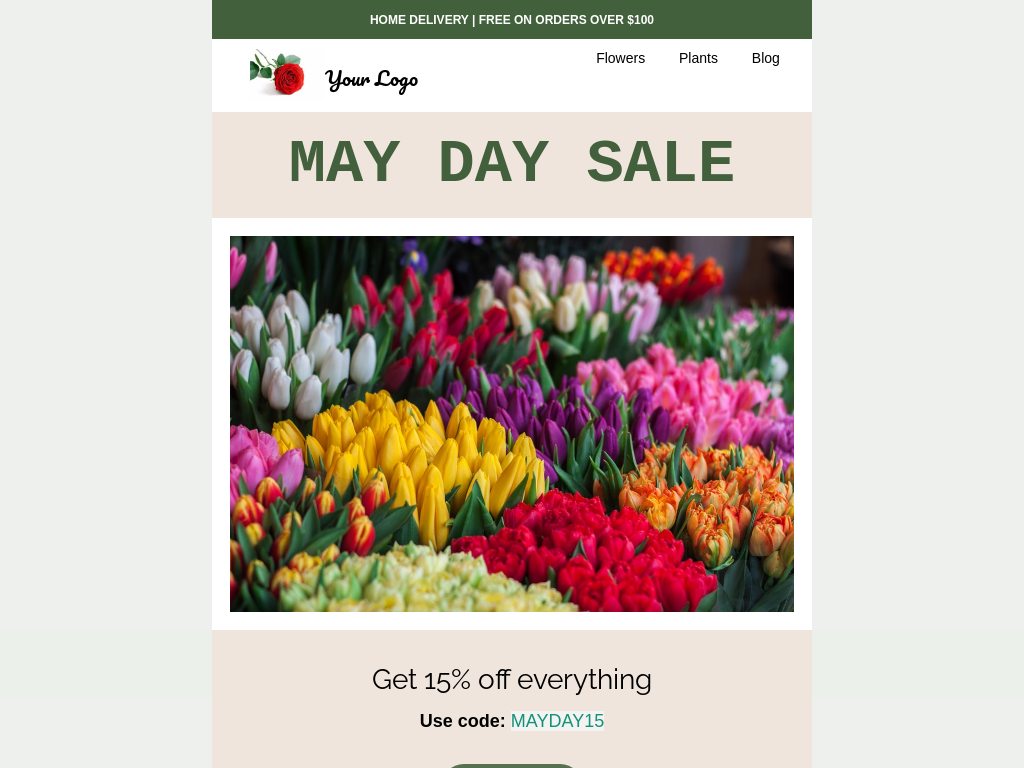 HOME DELIVERY | FREE ON ORDERS OVER $100
Your Logo
Flowers Plants Blog
MAY DAY SALE
Get 15% off everything
Use code: MAYDAY15